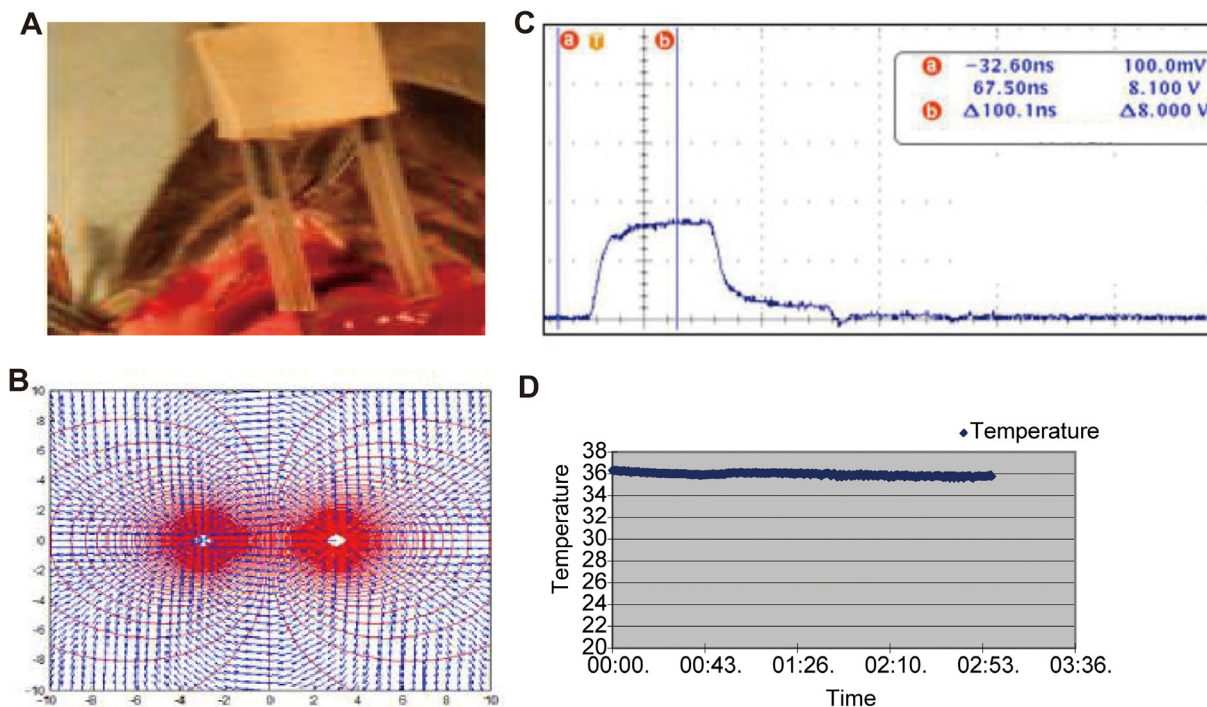 A
C
a T b
a -32.60ns 100.0mV
67.50ns 8.100 V
b Δ100.1ns Δ8.000 V
B
10
8
6
4
2
0
-2
-4
-6
-8
-10
-10 -8 -6 -4 -2 0 2 4 6 8 10
D
Temperature
Temperature
38
36
34
32
30
28
26
24
22
20
00:00. 00:43. 01:26. 02:10. 02:53. 03:36.
Time